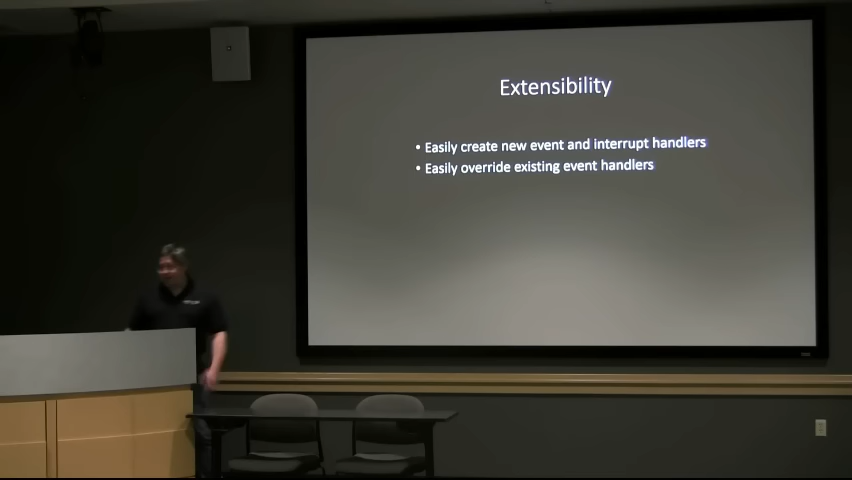 Extensibility
• Easily create new event and interrupt handlers
• Easily override existing event handlers